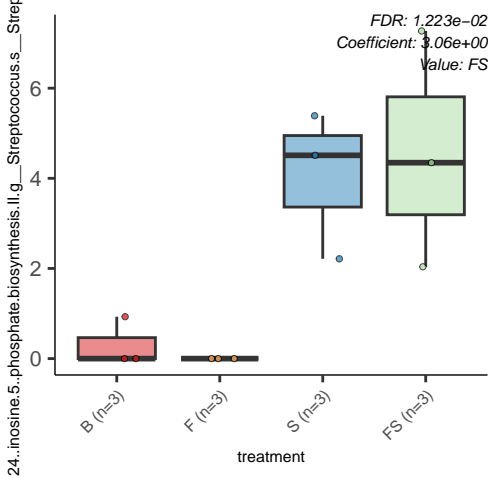 FDR: 1.223e-02
Coefficient: 3.06e+00
Value: FS
24..inosine.5..phosphate.biosynthesis.II.g__Streptococcus.s__Strep
6
4
2
0
B (n=3)
F (n=3)
S (n=3)
FS (n=3)
treatment